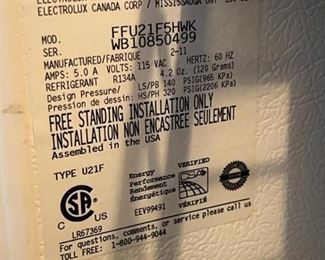 ELECTROLUX CANADA CORP / MISSISSAUGA ON
MOD. FFU21F5HWK
SER. WB10850499
MANUFACTURED/FABRIQUE 2-11
AMPS: 5.0 A VOLTS: 115 VAC HERTZ: 60 HZ
REFRIGERANT R134A 4.2 Oz. (120 Grams)
Design Pressure/ LS/PB 140 PSIG(965 KPa)
Pression de dessin: HS/PH 320 PSIG(2206 KPa)
FREE STANDING INSTALLATION ONLY
INSTALLATION NON ENCASTREE SEULEMENT
Assembled in the USA
TYPE U21F
Energy
Performance
Rendement
Énergétique
VERIFIED
VÉRIFIÉ
EEV99491
C SA US
LR67369
For questions, comments, or service please call
to: 1-800-944-9044